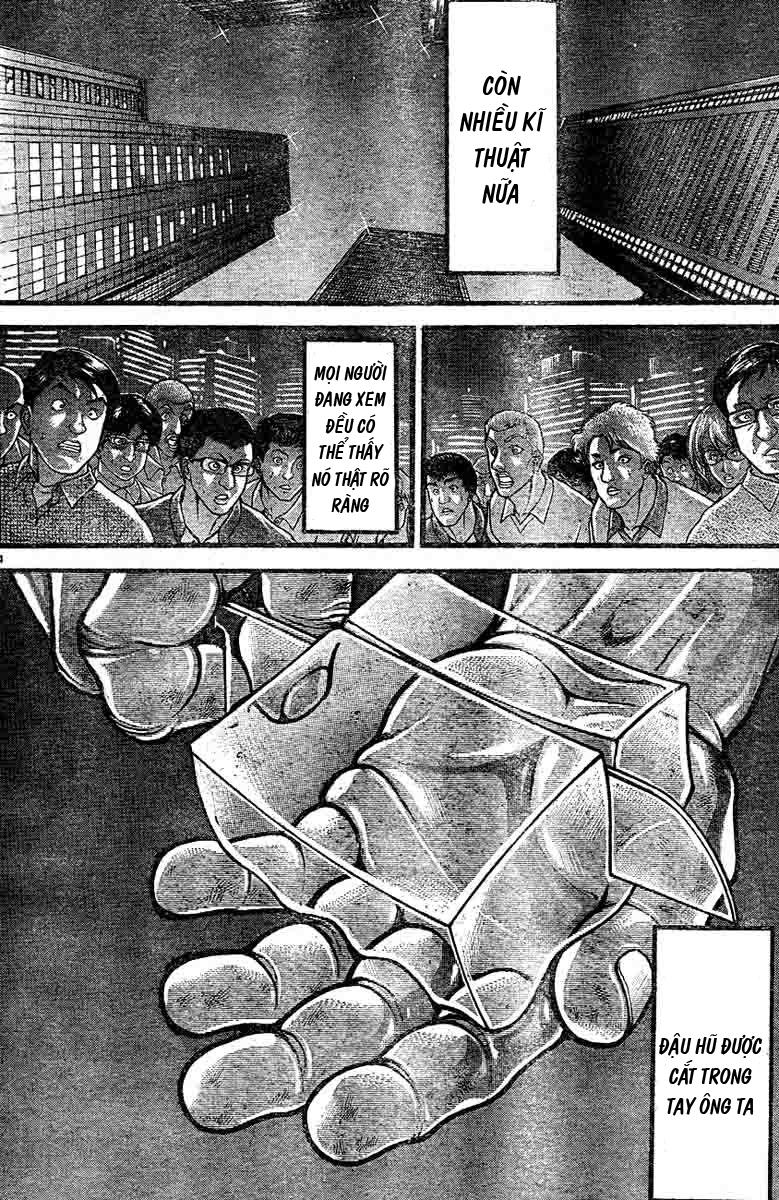 CÒN
NHIỀU KĨ
THUẬT
NỮA
MỌI NGƯỜI
ĐANG XEM
ĐỀU CÓ
THỂ THẤY
NÓ THẬT RÕ
RÀNG
ĐẬU HŨ ĐƯỢC
CẮT TRONG
TAY ÔNG TA